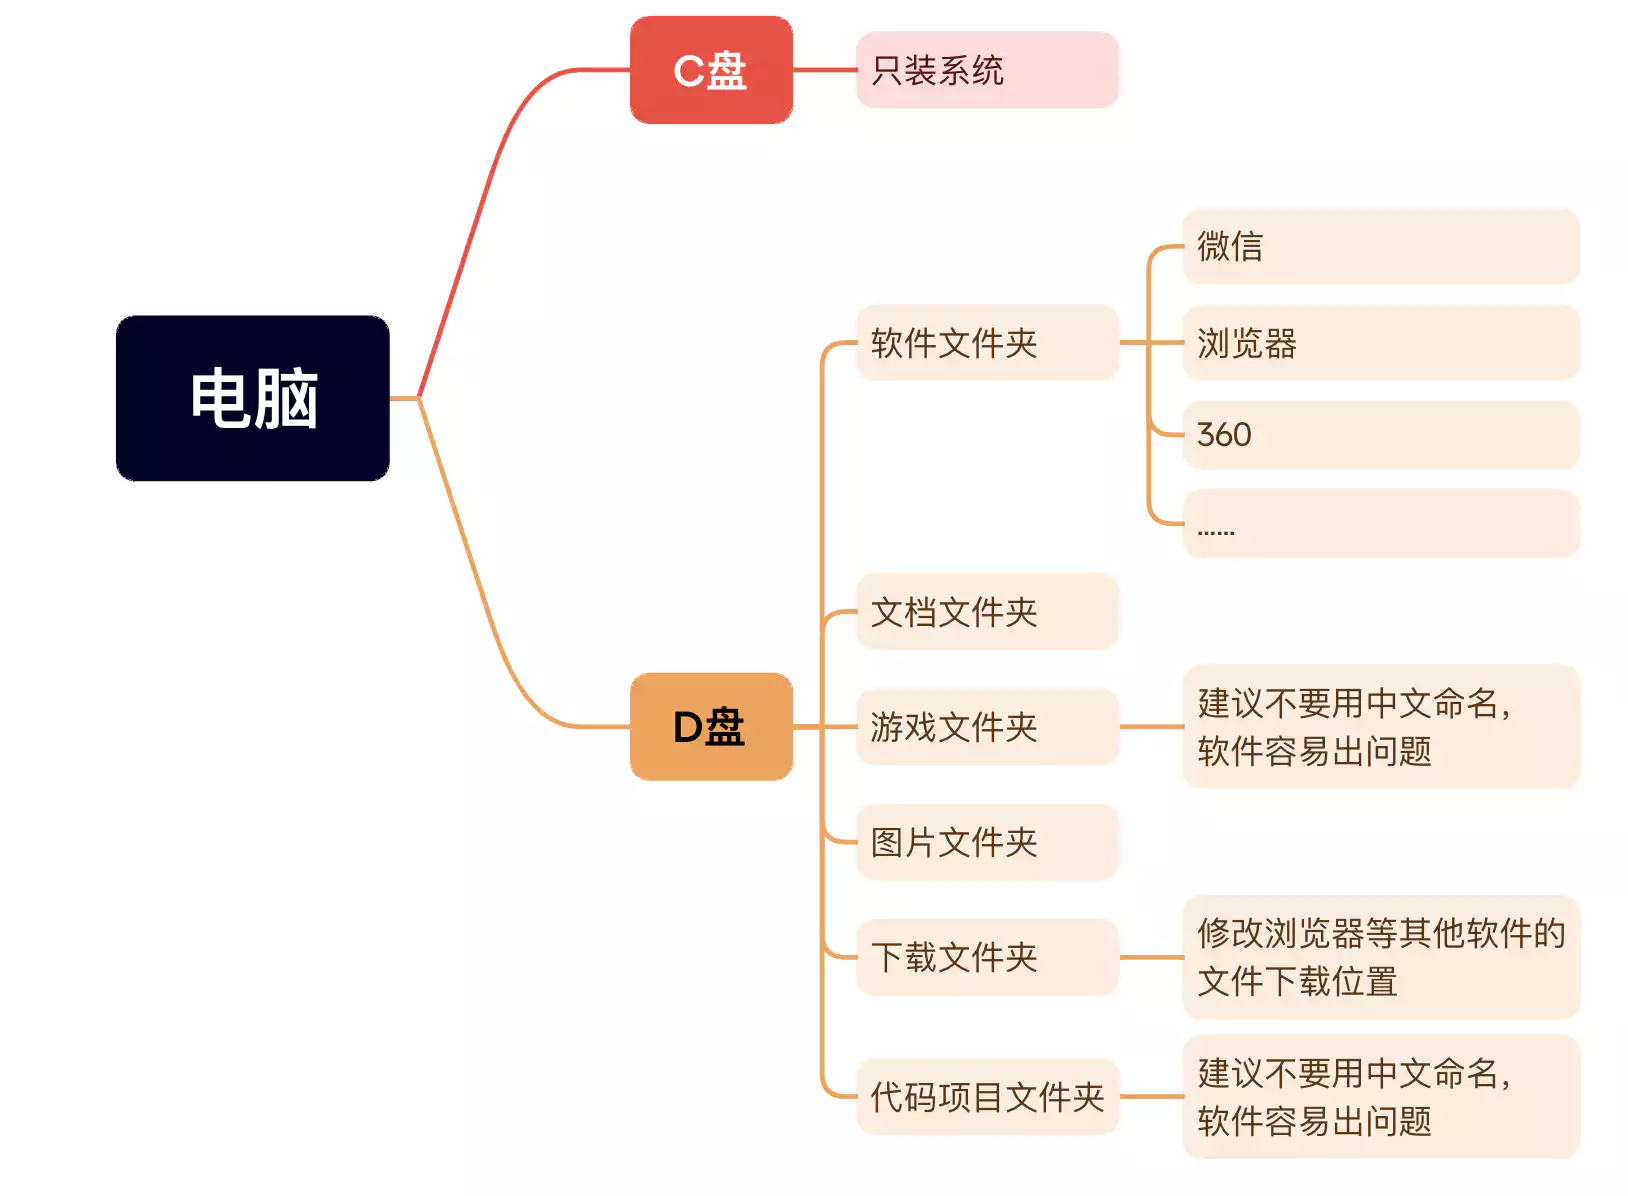 电脑
C盘
只装系统
D盘
软件文件夹
微信
浏览器
360
......
文档文件夹
游戏文件夹
建议不要用中文命名，
软件容易出问题
图片文件夹
下载文件夹
修改浏览器等其他软件的
文件下载位置
代码项目文件夹
建议不要用中文命名，
软件容易出问题